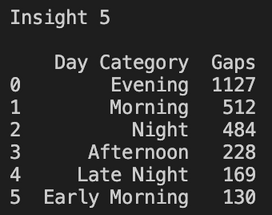 Insight 5
Day Category Gaps
0 Evening 1127
1 Morning 512
2 Night 484
3 Afternoon 228
4 Late Night 169
5 Early Morning 130